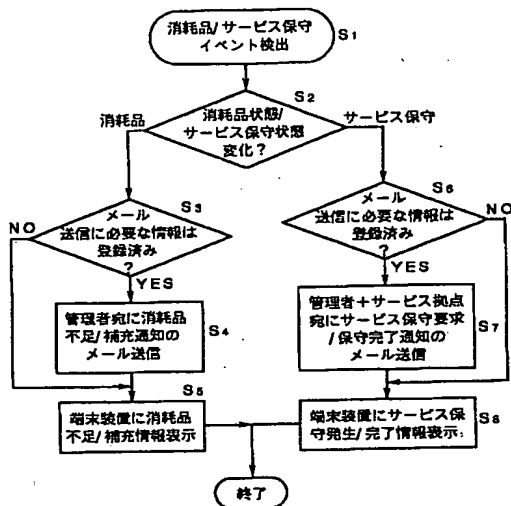 消耗品/サービス保守
イベント検出
S1
S2
消耗品
消耗品状態/
サービス保守状態
変化?
サービス保守
S3
NO
メール
送信に必要な情報は
登録済み
?
YES
S6
メール
送信に必要な情報は
登録済み
?
NO
YES
管理者宛に消耗品
不足/補充通知の
メール送信
S4
管理者+サービス拠点
宛にサービス保守要求
/保守完了通知の
メール送信
S7
S5
端末装置に消耗品
不足/補充情報表示
端末装置にサービス保
守発生/完了情報表示
S8
終了